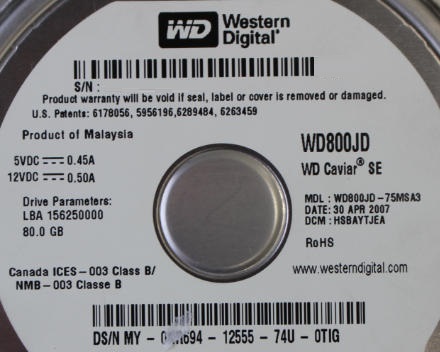 WD Western Digital®
S/N :
Product warranty will be void if seal, label or cover is removed or damaged.
U.S. Patents: 6178056, 5956196,6289484, 6263459
Product of Malaysia
5VDC ⎓ 0.45A
12VDC ⎓ 0.50A
Drive Parameters:
LBA 156250000
80.0 GB
Canada ICES-003 Class B/
NMB-003 Classe B
WD800JD
WD Caviar® SE
MDL : WD800JD-75MSA3
DATE: 30 APR 2007
DCM : HSBAYTJEA
RoHS
www.westerndigital.com
DS/N MY - 694 - 12555 - 74U - 0TIG